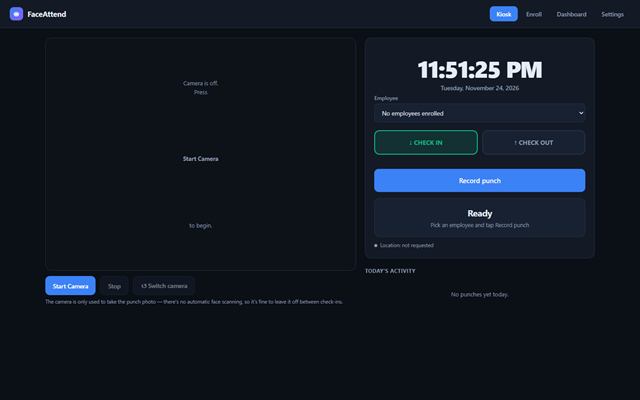 FaceAttend
Kiosk
Enroll
Dashboard
Settings
Camera is off.
Press
Start Camera
to begin.
Start Camera
Stop
↺ Switch camera
The camera is only used to take the punch photo — there's no automatic face scanning, so it's fine to leave it off between check-ins.
11:51:25 PM
Tuesday, November 24, 2026
Employee
No employees enrolled
↓ CHECK IN
↑ CHECK OUT
Record punch
Ready
Pick an employee and tap Record punch
Location: not requested
TODAY'S ACTIVITY
No punches yet today.